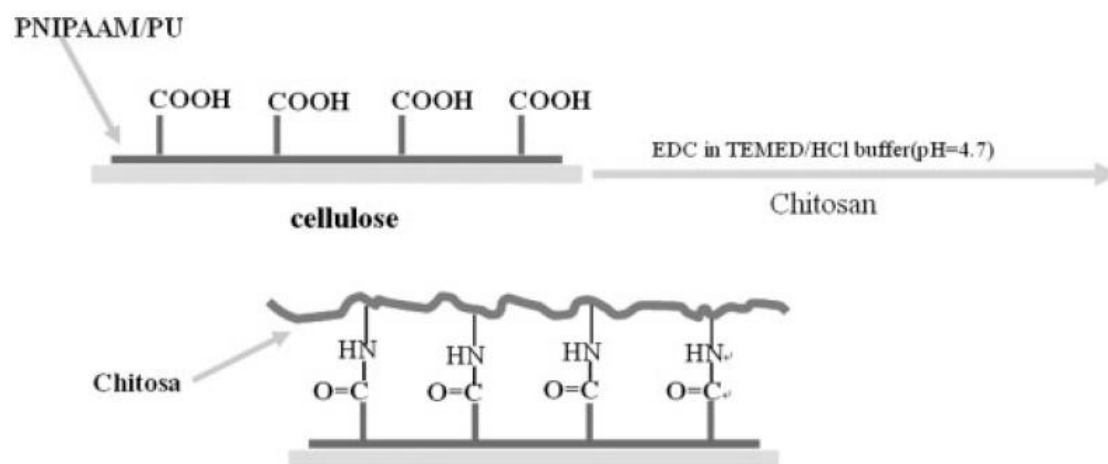 PNIPAAM/PU
COOH COOH COOH COOH
EDC in TEMED/HCl buffer(pH=4.7)
Chitosan
cellulose
HN HN HN HN↵
Chitosa
O=C O=C O=C O=C↵